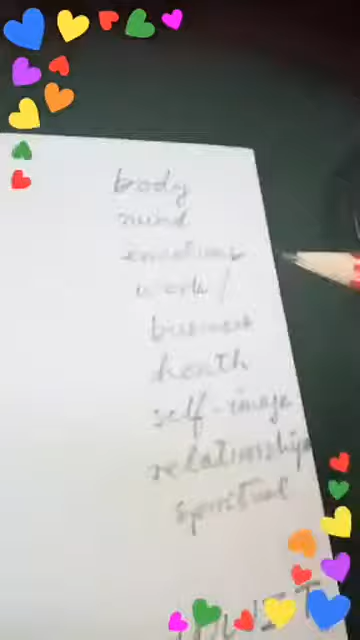 body
mind
emotions
work /
business
health
self-image
relationships
spiritual